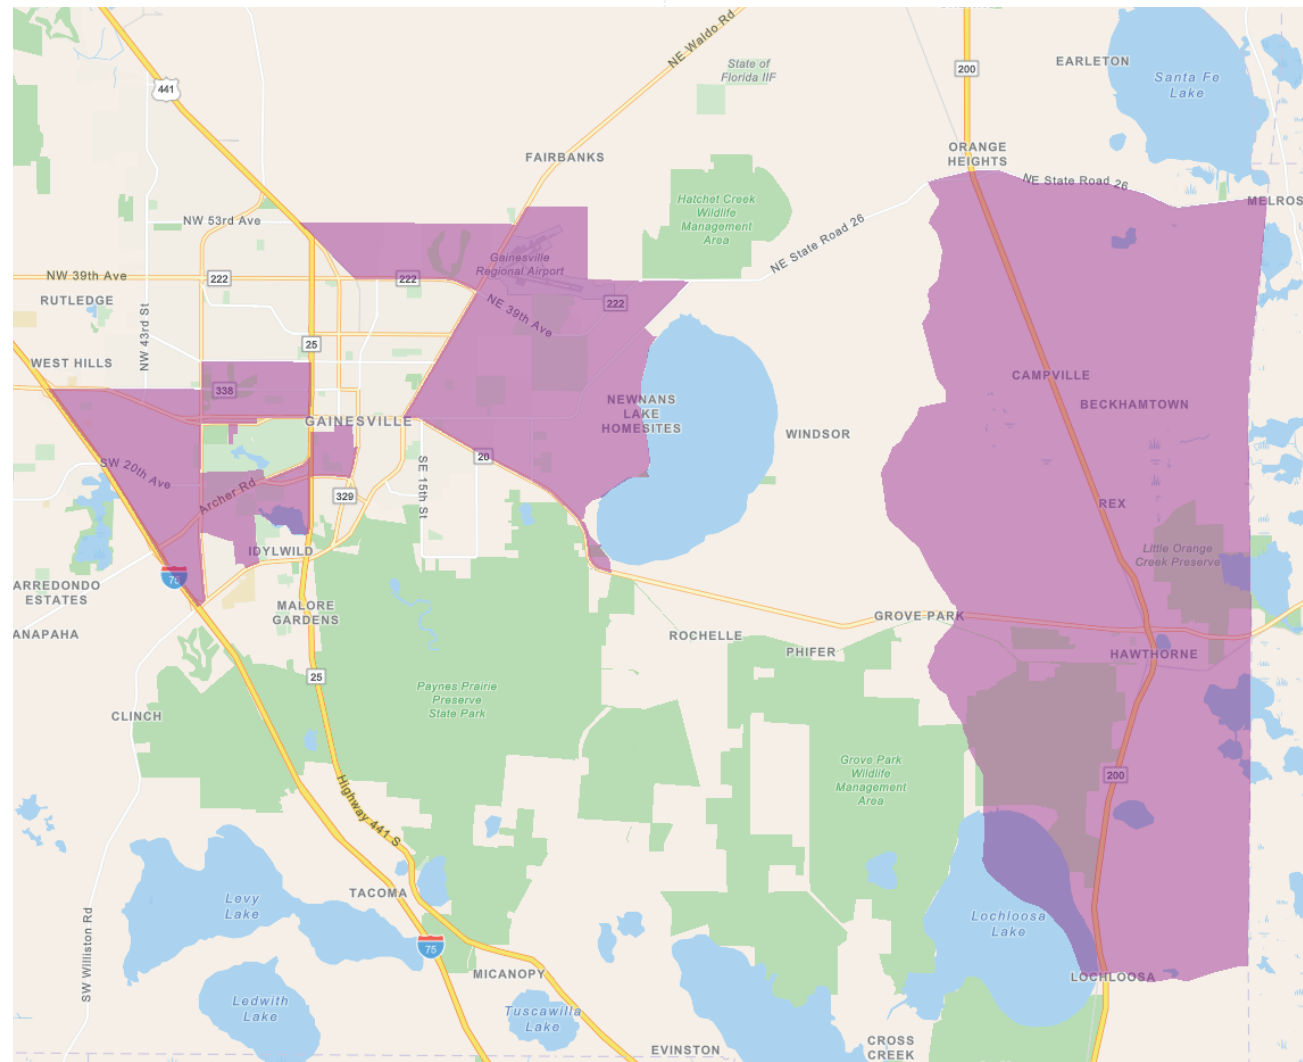 EARLETON
Santa Fe
Lake
200
NE Waldo Rd
State of
Florida IIF
441
ORANGE
HEIGHTS
FAIRBANKS
NE State Road 26
MELROS
Hatchet Creek
Wildlife
Management
Area
NW 53rd Ave
NE State Road 26
Gainesville
Regional Airport
NW 39th Ave
222
222
222
RUTLEDGE
NE 39th Ave
NW 43rd St
25
WEST HILLS
CAMPVILLE
338
NEWNANS
LAKE
HOMESITES
BECKHAMTOWN
GAINESVILLE
WINDSOR
SW 20th Ave
20
SE 15th St
Archer Rd
329
REX
IDYLWILD
Little Orange
Creek Preserve
75
ARREDONDO
ESTATES
MALORE
GARDENS
GROVE PARK
ANAPAHA
ROCHELLE
PHIFER
HAWTHORNE
25
Paynes Prairie
Preserve
State Park
CLINCH
Grove Park
Wildlife
Management
Area
200
Highway 441 S
TACOMA
Levy
Lake
Lochloosa
Lake
75
SW Williston Rd
MICANOPY
LOCHLOOSA
Ledwith
Lake
Tuscawilla
Lake
EVINSTON
CROSS
CREEK